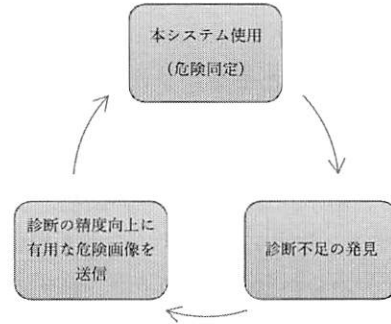 本システム使用
(危険同定)
診断不足の発見
診断の精度向上に
有用な危険画像を
送信